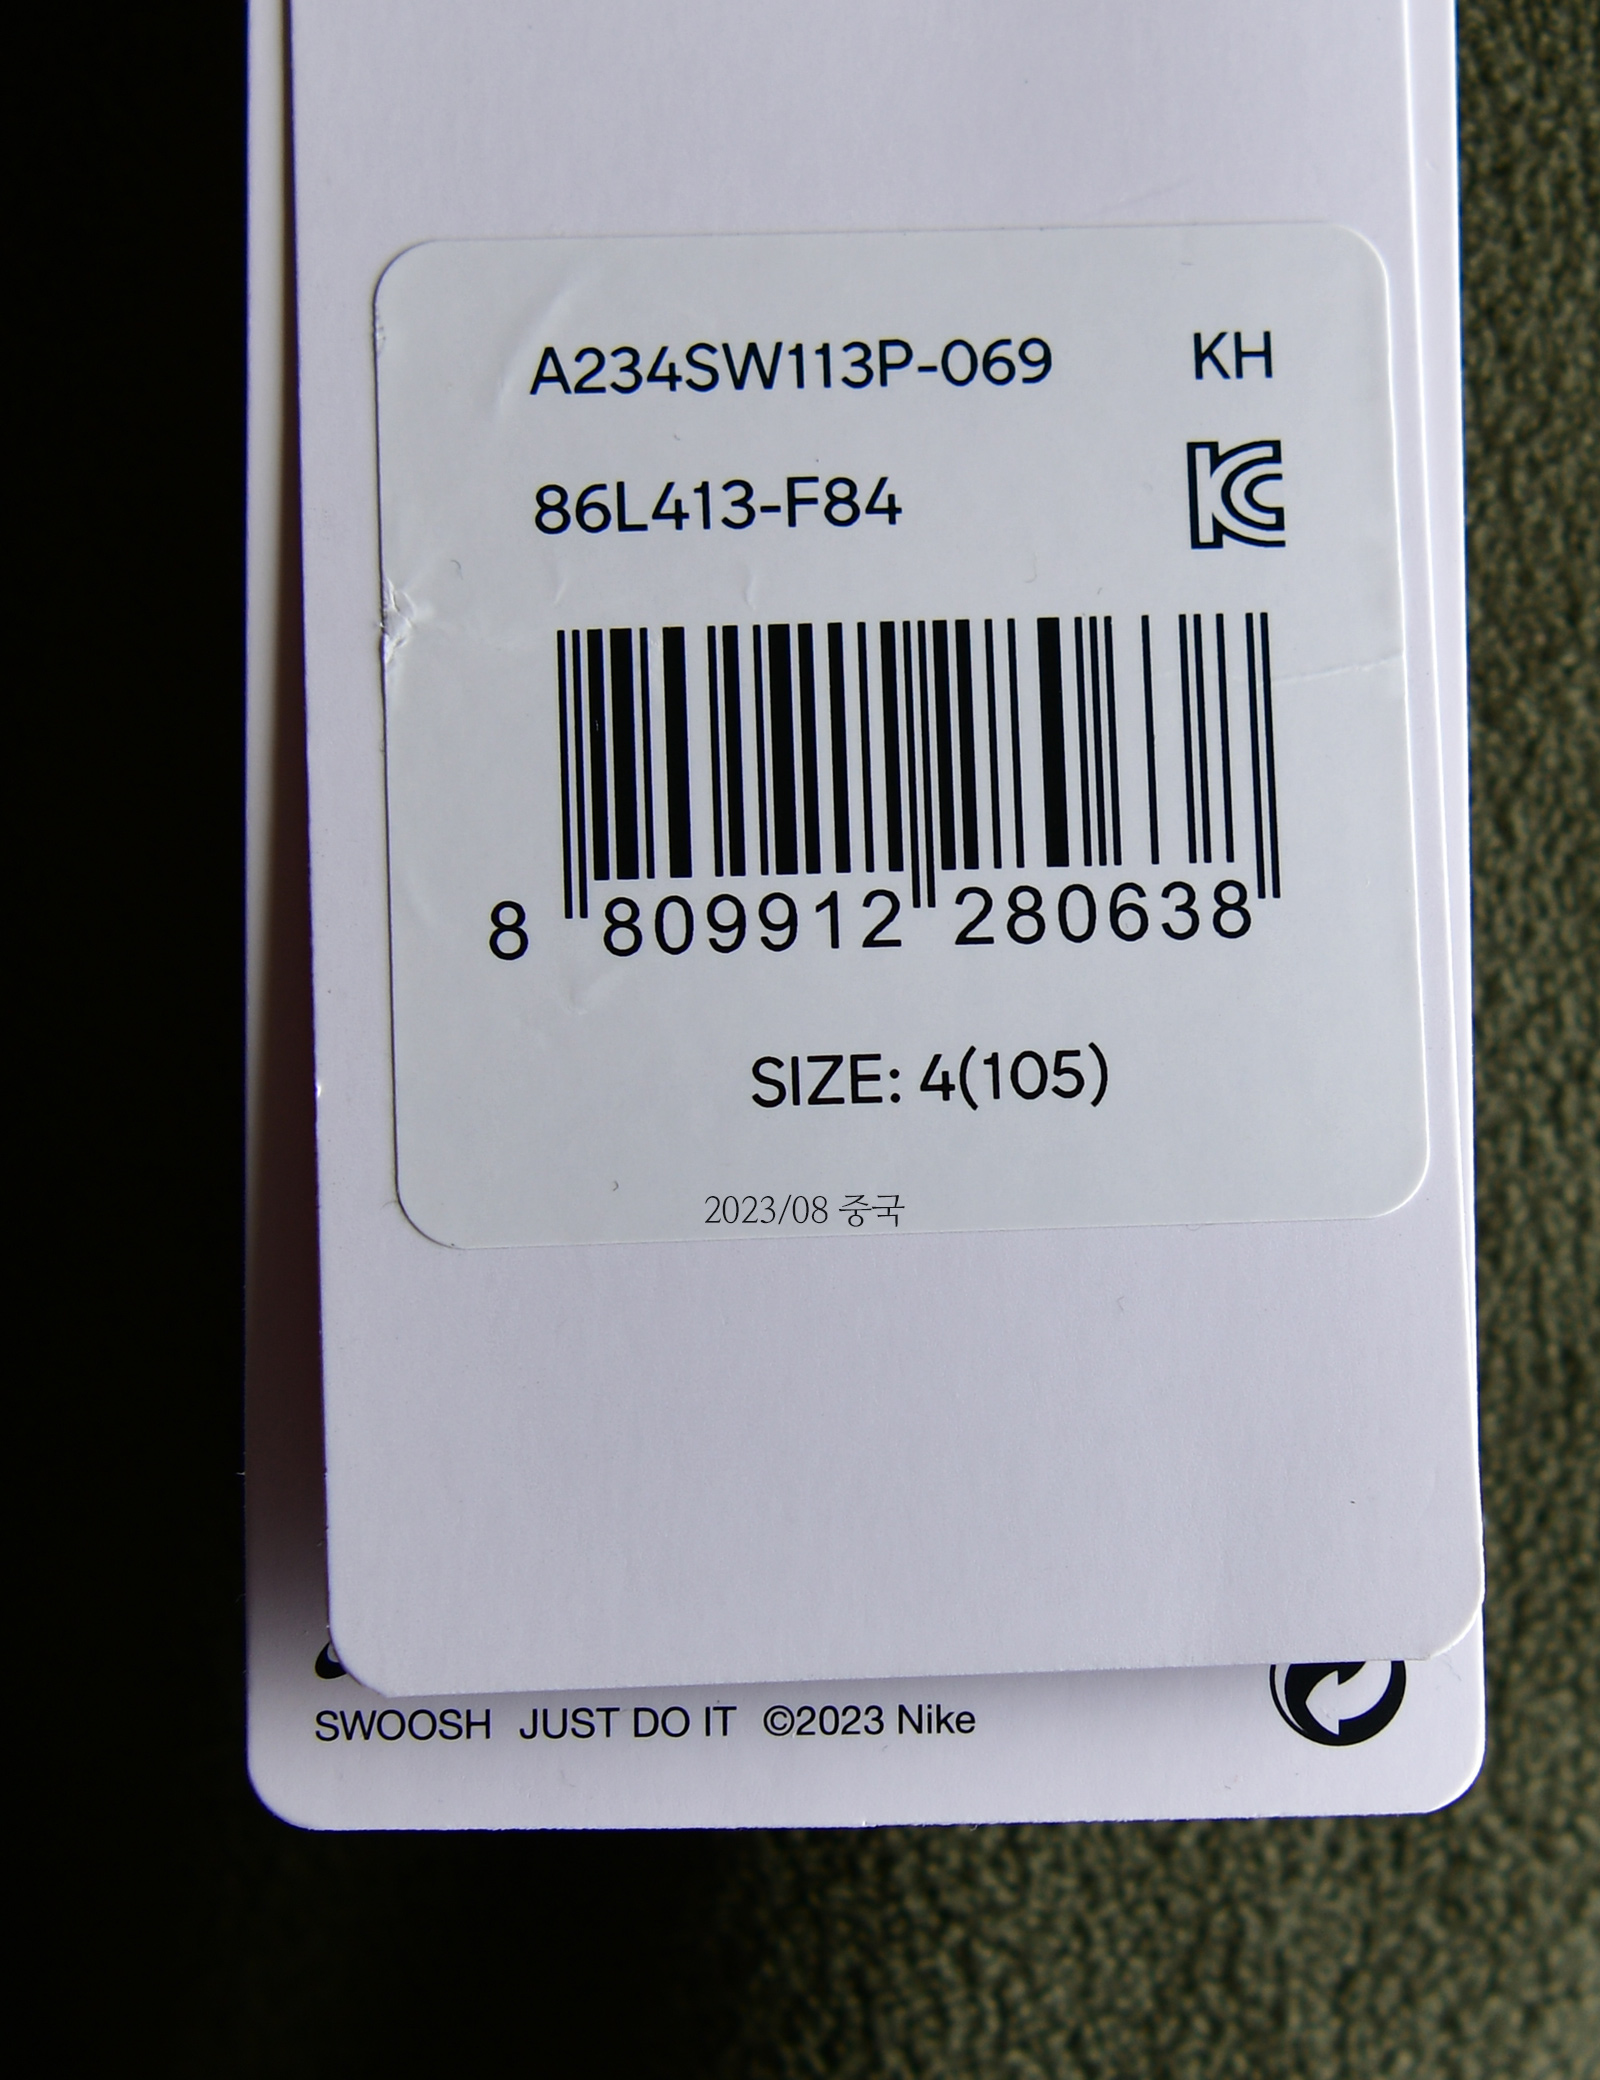 A234SW113P-069 KH
86L413-F84
8 809912 280638
SIZE: 4(105)
2023/08 중국
SWOOSH JUST DO IT ©2023 Nike